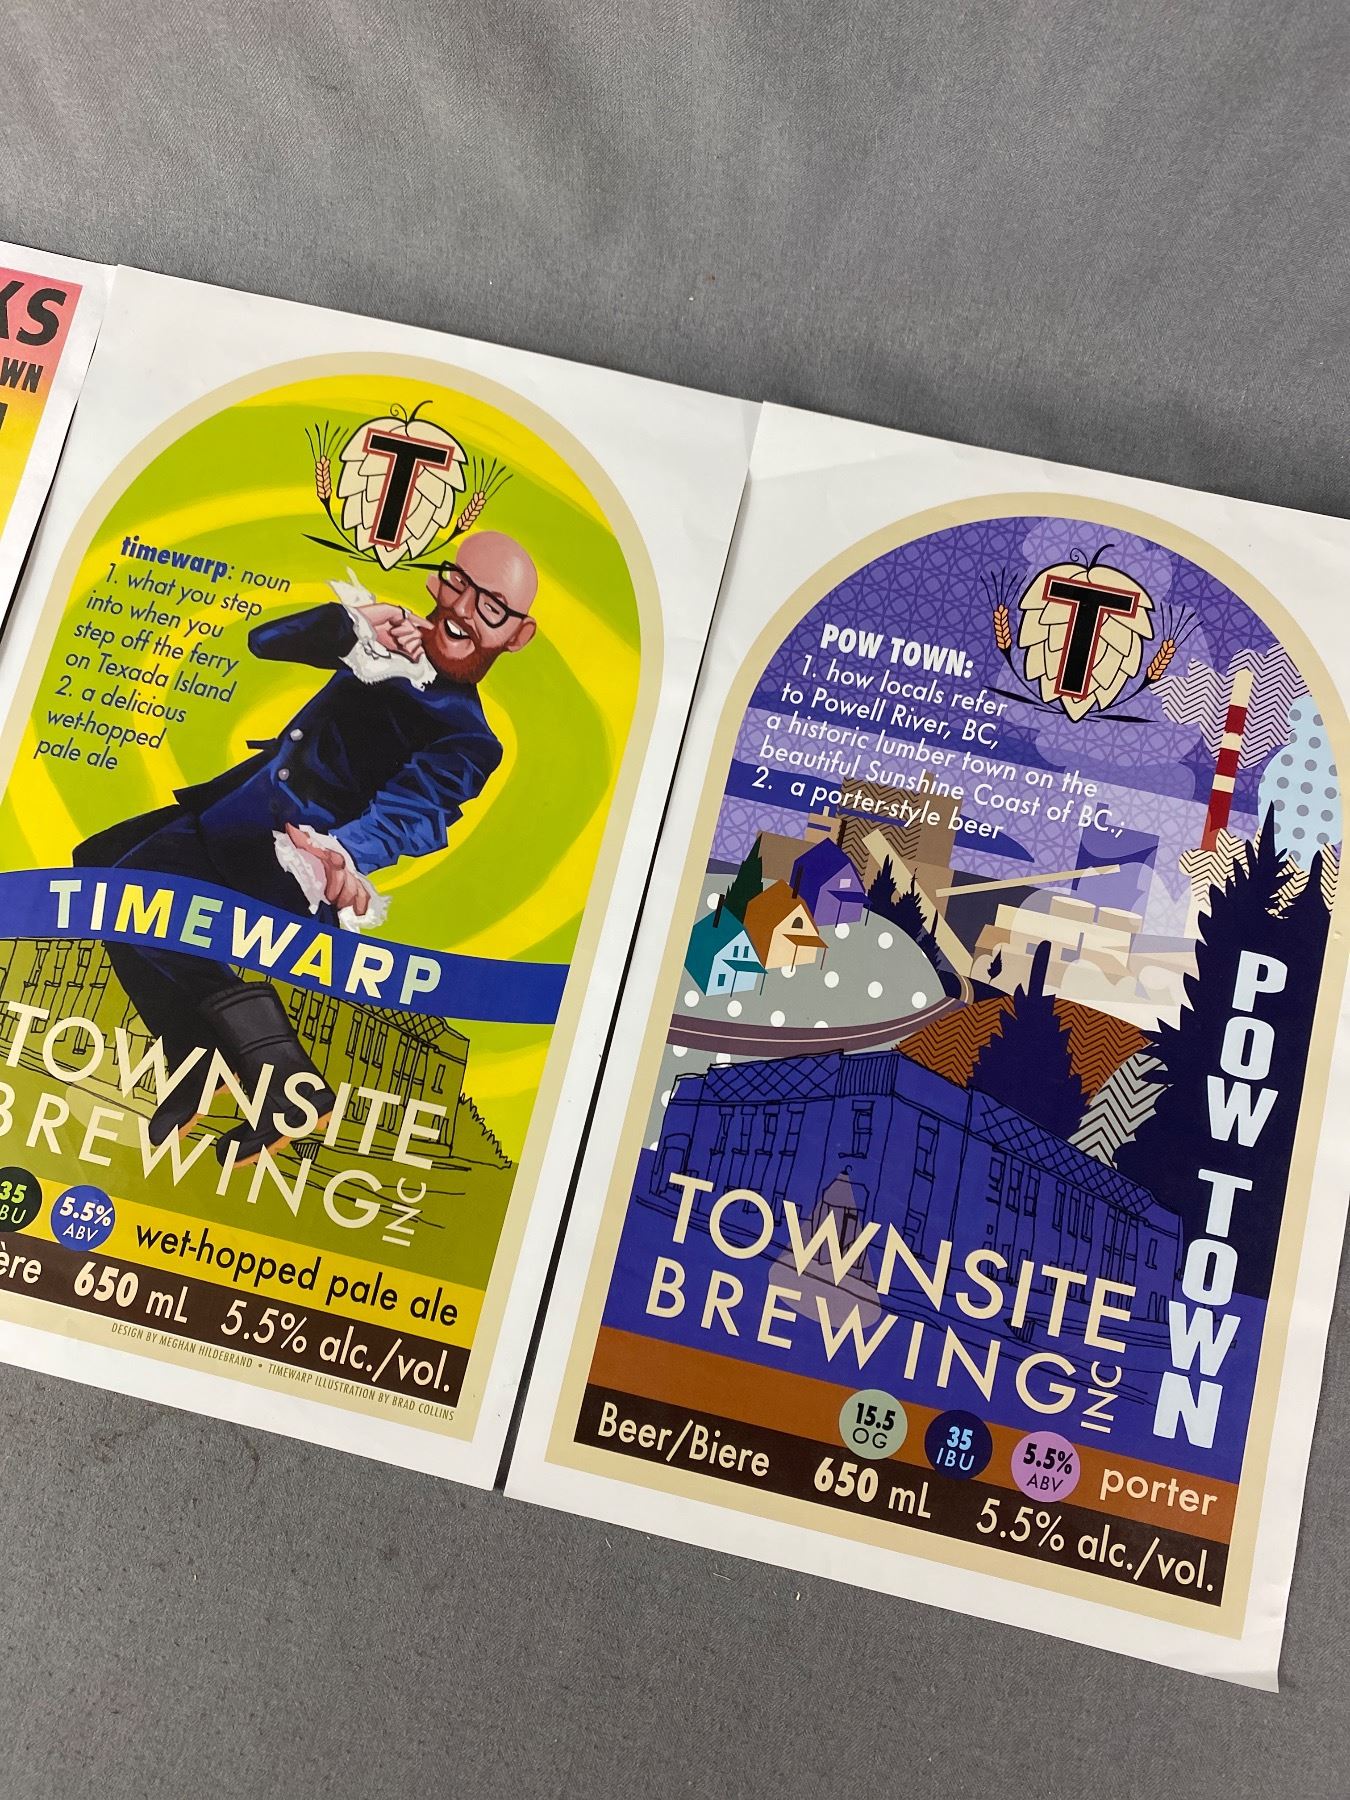 KS
WN
T
timewarp: noun
1. what you step
into when you
step off the ferry
on Texada Island
2. a delicious
wet-hopped
pale ale
TIMEWARP
TOWNSITE
BREWING INC
35
BU
5.5%
ABV
wet-hopped pale ale
ère 650 mL 5.5% alc./vol.
DESIGN BY MEGHAN HILDEBRAND • TIMEWARP ILLUSTRATION BY BRAD COLLINS
T
POW TOWN:
1. how locals refer
to Powell River, BC,
a historic lumber town on the
beautiful Sunshine Coast of BC.;
2. a porter-style beer
POW TOWN
TOWNSITE
BREWING INC
15.5
OG
35
IBU
5.5%
ABV
porter
Beer/Biere 650 mL 5.5% alc./vol.